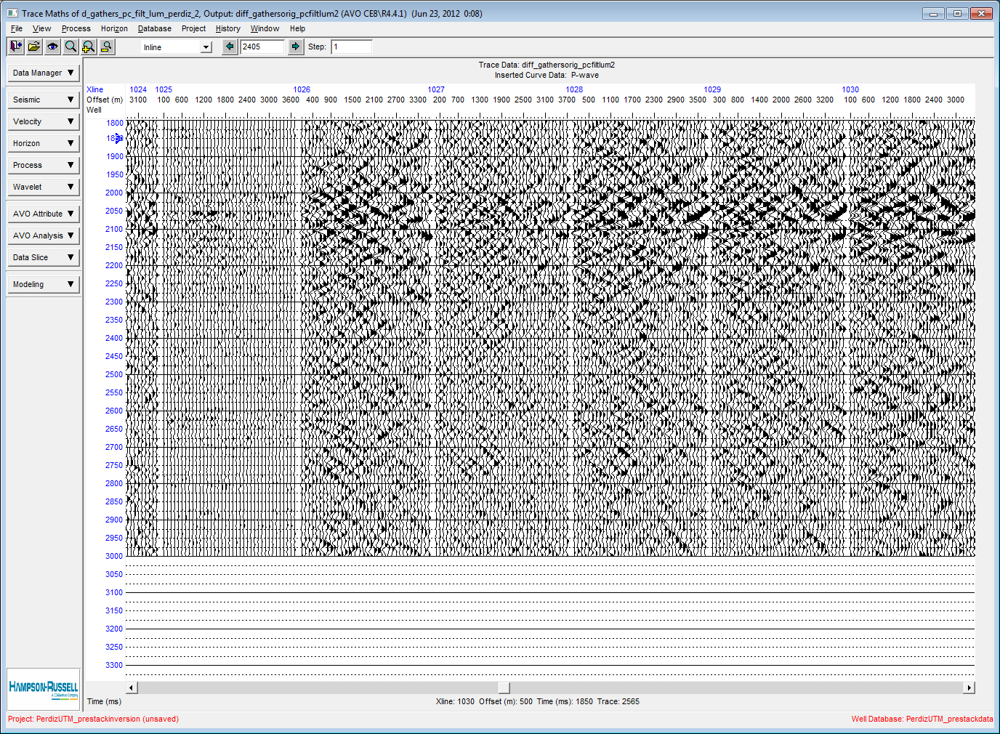 Trace Maths of d_gathers_pc_filt_lum_perdiz_2, Output: diff_gathersorig_pcfiltlum2 (AVO CE8\R4.4.1) (Jun 23, 2012 0:08)
File View Process Horizon Database Project History Window Help
Inline 2405 Step: 1
Data Manager
Seismic
Velocity
Horizon
Process
Wavelet
AVO Attribute
AVO Analysis
Data Slice
Modeling
Trace Data: diff_gathersorig_pcfiltlum2
Inserted Curve Data: P-wave
Xline 1024 1025 1026 1027 1028 1029 1030
Offset (m) 3100 100 600 1200 1800 2400 3000 3600 400 900 1500 2100 2700 3300 200 700 1300 1900 2500 3100 3700 500 1100 1700 2300 2900 3500 300 800 1400 2000 2600 3200 100 600 1200 1800 2400 3000
Well
1800
1850
1900
1950
2000
2050
2100
2150
2200
2250
2300
2350
2400
2450
2500
2550
2600
2650
2700
2750
2800
2850
2900
2950
3000
3050
3100
3150
3200
3250
3300
Time (ms) Xline: 1030 Offset (m): 500 Time (ms): 1850 Trace: 2565
HAMPSON-RUSSELL
Project: PerdizUTM_prestackinversion (unsaved) Well Database: PerdizUTM_prestackdata